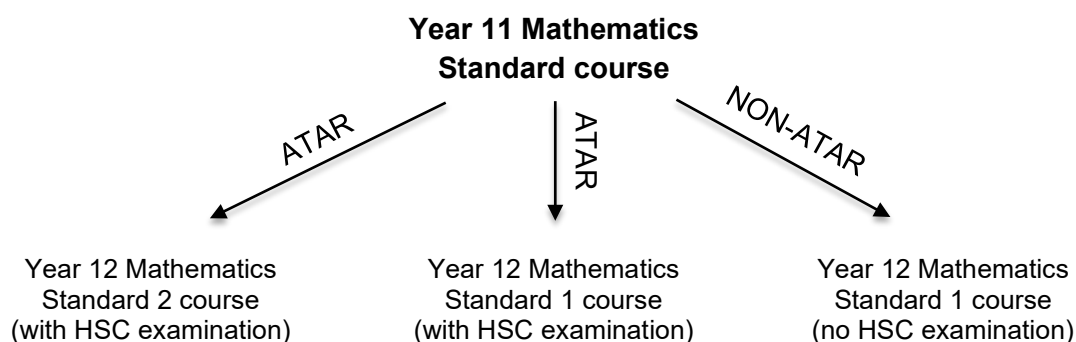 Year 11 Mathematics
Standard course
ATAR
ATAR
NON-ATAR
Year 12 Mathematics
Standard 2 course
(with HSC examination)
Year 12 Mathematics
Standard 1 course
(with HSC examination)
Year 12 Mathematics
Standard 1 course
(no HSC examination)